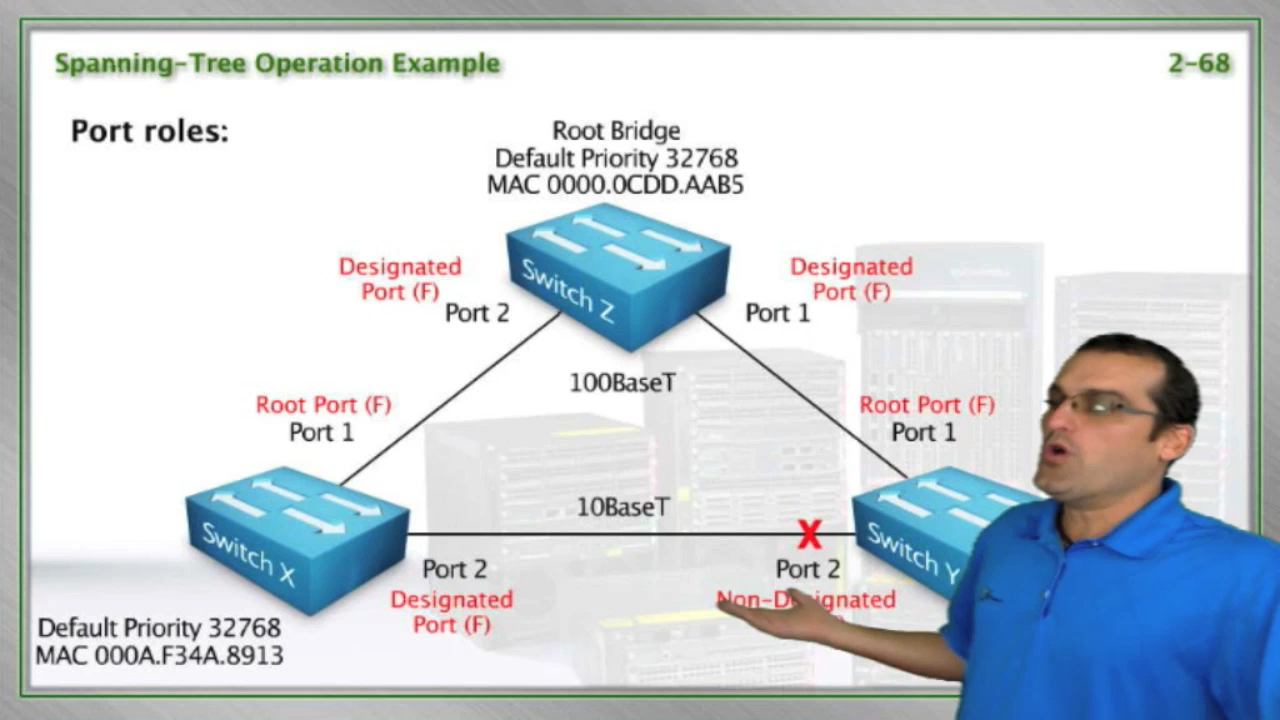 Spanning-Tree Operation Example
2-68
Port roles:
Root Bridge
Default Priority 32768
MAC 0000.0CDD.AAB5
Switch Z
Designated
Port (F)
Port 2
Designated
Port (F)
Port 1
100BaseT
Root Port (F)
Port 1
Root Port (F)
Port 1
10BaseT
Switch X
X
Switch Y
Port 2
Designated
Port (F)
Port 2
Non-Designated
Default Priority 32768
MAC 000A.F34A.8913